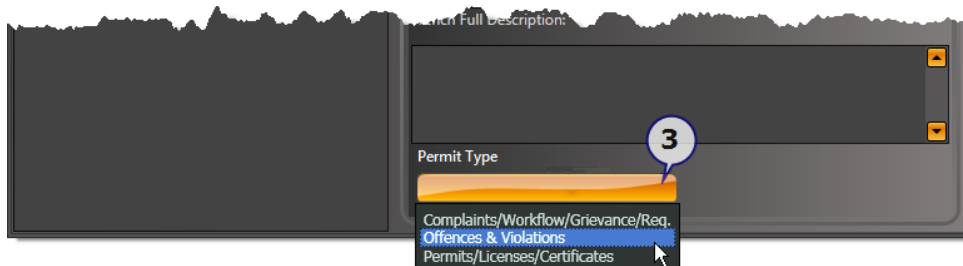 Full Description:
3
Permit Type
Complaints/Workflow/Grievance/Req.
Offences & Violations
Permits/Licenses/Certificates